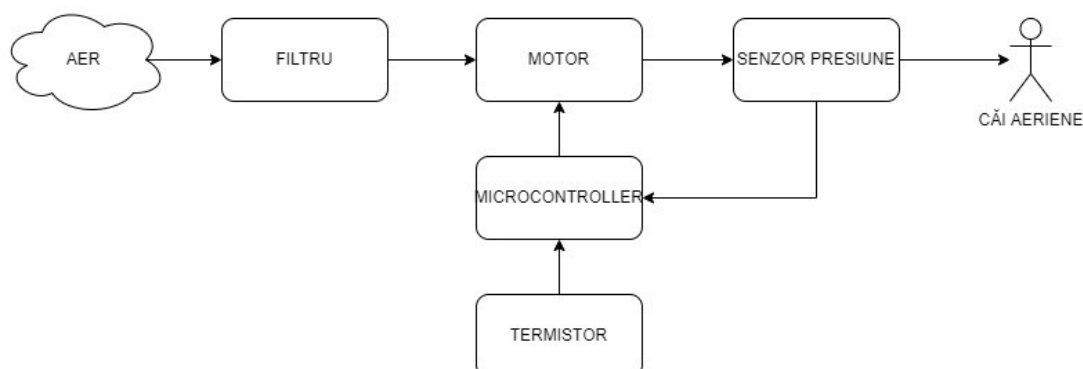 AER
FILTRU
MOTOR
SENZOR PRESIUNE
CĂI AERIENE
MICROCONTROLLER
TERMISTOR